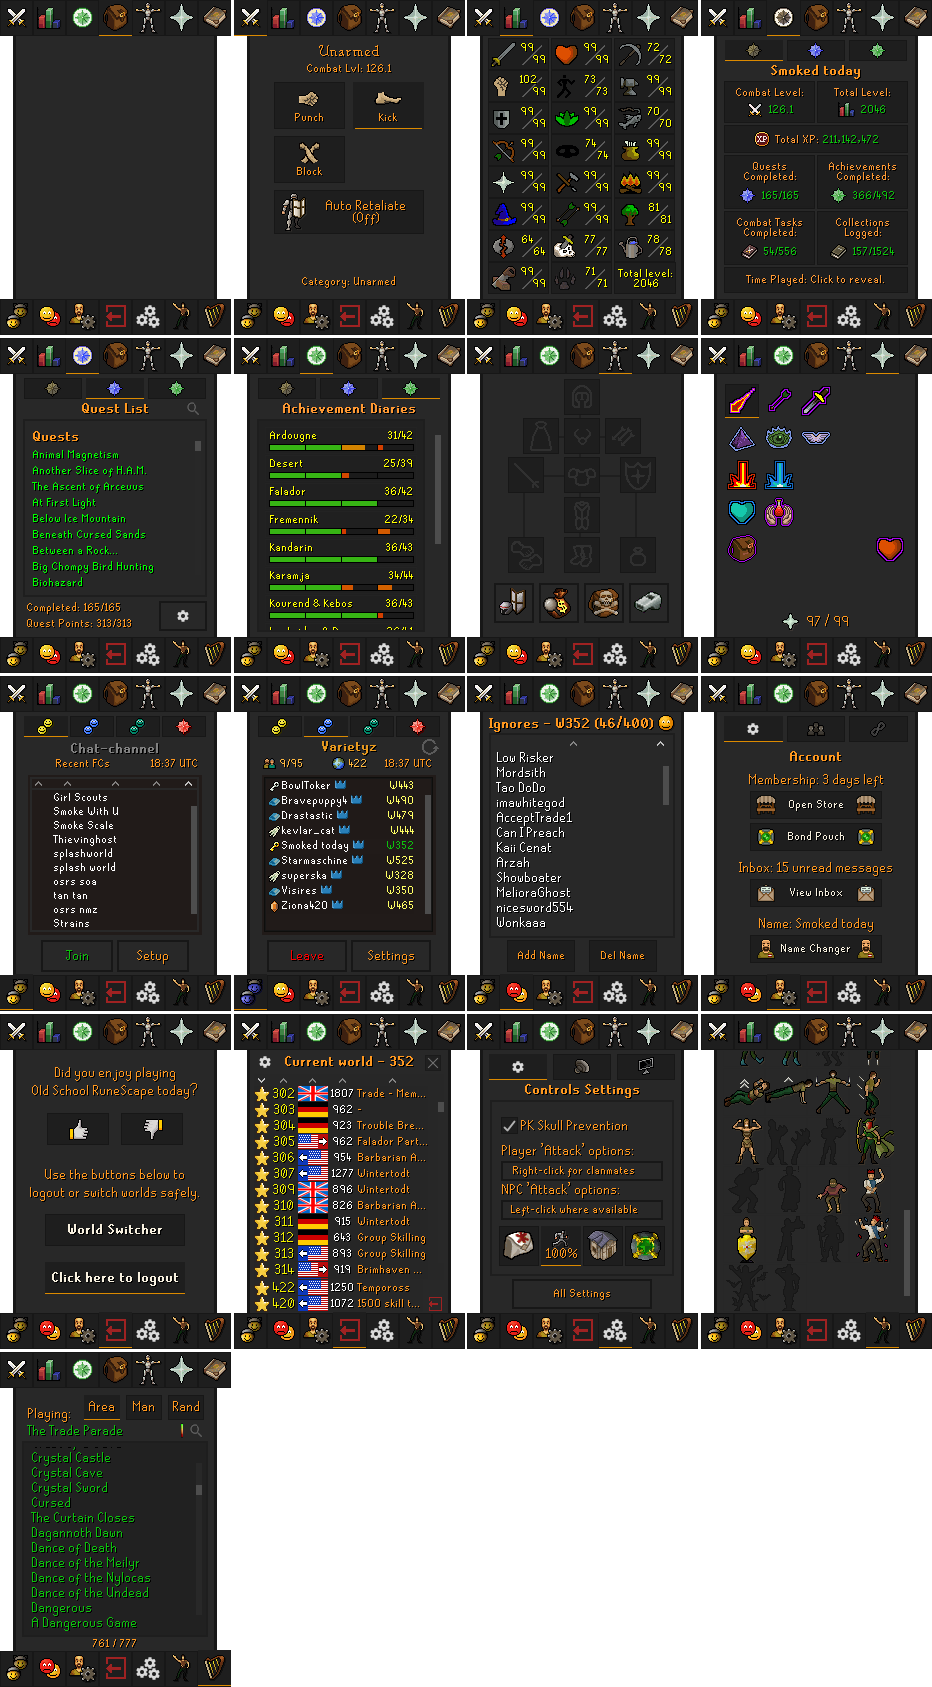 Unarmed
Combat Lvl: 126.1
Punch
Kick
Block
Auto Retaliate
(Off)
Category: Unarmed
99/99 99/99 72/72
102/99 73/73 99/99
99/99 99/99 70/70
99/99 74/74 99/99
99/99 99/99 99/99
99/99 99/99 81/81
64/64 77/77 78/78
99/99 71/71 Total level:
2046
Smoked today
Combat Level: Total Level:
126.1 2046
XP Total XP: 211,142,472
Quests Completed: Achievements Completed:
165/165 366/492
Combat Tasks Completed: Collections Logged:
54/556 157/1524
Time Played: Click to reveal.
Quest List
Quests
Animal Magnetism
Another Slice of H.A.M.
The Ascent of Arceuus
At First Light
Below Ice Mountain
Beneath Cursed Sands
Between a Rock...
Big Chompy Bird Hunting
Biohazard
Completed: 165/165
Quest Points: 313/313
Achievement Diaries
Ardougne 31/42
Desert 25/39
Falador 36/42
Fremennik 22/34
Kandarin 36/43
Karamja 34/44
Kourend & Kebos 36/43
97 / 99
Chat-channel
Recent FCs 18:37 UTC
Girl Scouts
Smoke With U
Smoke Scale
Thievinghost
splashworld
splash world
osrs soa
tan tan
osrs nmz
Strains
Join
Setup
Varietyz
9/95 422 18:37 UTC
BowlToker W443
Bravepuppy4 W490
Drastastic W479
kevlar_cat W444
Smoked today W352
Starmaschine W525
superska W328
Visires W350
Ziona420 W465
Leave
Settings
Ignores - W352 (46/400)
Low Risker
Mordsith
Tao DoDo
imawhitegod
AcceptTrade1
Can I Preach
Kaii Cenat
Arzah
Showboater
MelioraGhost
nicesword554
Wonkaaa
Add Name
Del Name
Account
Membership: 3 days left
Open Store
Bond Pouch
Inbox: 15 unread messages
View Inbox
Name: Smoked today
Name Changer
Did you enjoy playing
Old School RuneScape today?
Use the buttons below to
logout or switch worlds safely.
World Switcher
Click here to logout
Current world - 352
302 1807 Trade - Mem...
303 962 -
304 923 Trouble Bre...
305 962 Falador Part...
306 954 Barbarian A...
307 1277 Wintertodt
309 896 Wintertodt
310 826 Barbarian A...
311 915 Wintertodt
312 643 Group Skilling
313 893 Group Skilling
314 919 Brimhaven ...
422 1250 Tempoross
420 1072 1500 skill t...
Controls Settings
PK Skull Prevention
Player 'Attack' options:
Right-click for clanmates
NPC 'Attack' options:
Left-click where available
100%
All Settings
Playing: Area Man Rand
The Trade Parade
Crystal Castle
Crystal Cave
Crystal Sword
Cursed
The Curtain Closes
Dagannoth Dawn
Dance of Death
Dance of the Meilyr
Dance of the Nylocas
Dance of the Undead
Dangerous
A Dangerous Game
761 / 777